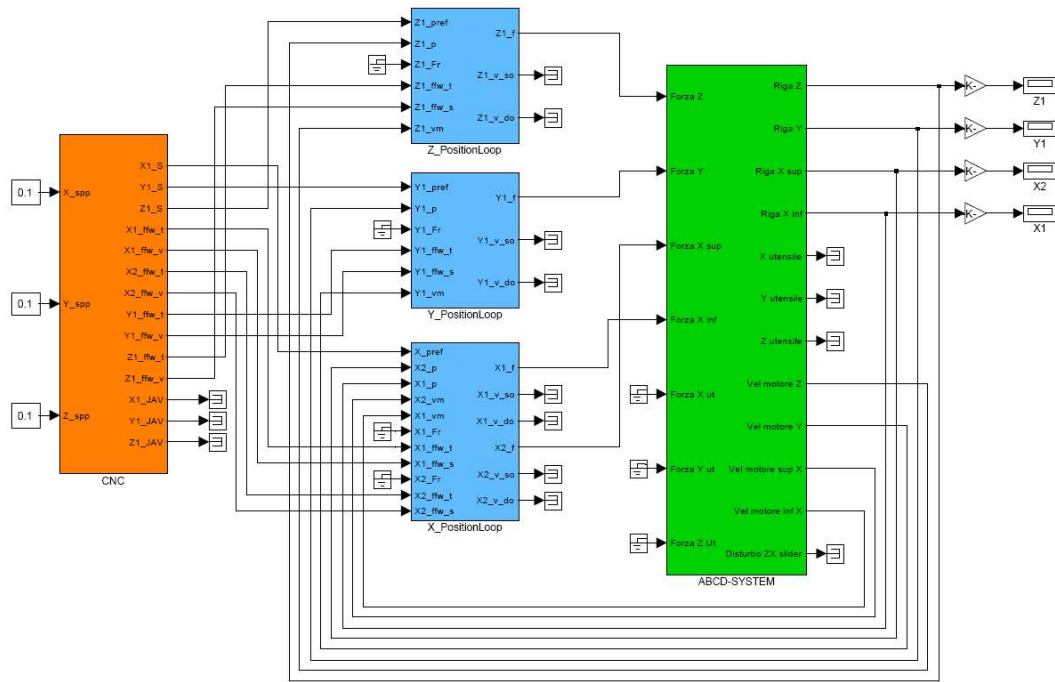 0.1
0.1
0.1
X_spp
Y_spp
Z_spp
X1_S
Y1_S
Z1_S
X1_ffw_t
X1_ffw_v
X2_ffw_t
X2_ffw_v
Y1_ffw_t
Y1_ffw_v
Z1_ffw_t
Z1_ffw_v
X1_JAV
Y1_JAV
Z1_JAV
CNC
Z1_pref
Z1_p
Z1_Fr
Z1_ffw_t
Z1_ffw_s
Z1_vm
Z1_f
Z1_v_so
Z1_v_do
Z_PositionLoop
Y1_pref
Y1_p
Y1_Fr
Y1_ffw_t
Y1_ffw_s
Y1_vm
Y1_f
Y1_v_so
Y1_v_do
Y_PositionLoop
X_pref
X2_p
X1_p
X2_vm
X1_vm
X1_Fr
X1_ffw_t
X1_ffw_s
X2_Fr
X2_ffw_t
X2_ffw_s
X1_f
X1_v_so
X1_v_do
X2_f
X2_v_so
X2_v_do
X_PositionLoop
Forza Z
Forza Y
Forza X sup
Forza X inf
Forza X ut
Forza Y ut
Forza Z Ut
Riga Z
Riga Y
Riga X sup
Riga X inf
X utensile
Y utensile
Z utensile
Vel motore Z
Vel motore Y
Vel motore sup X
Vel motore inf X
Disturbo ZX slider
ABCD-SYSTEM
K-
K-
K-
K-
Z1
Y1
X2
X1